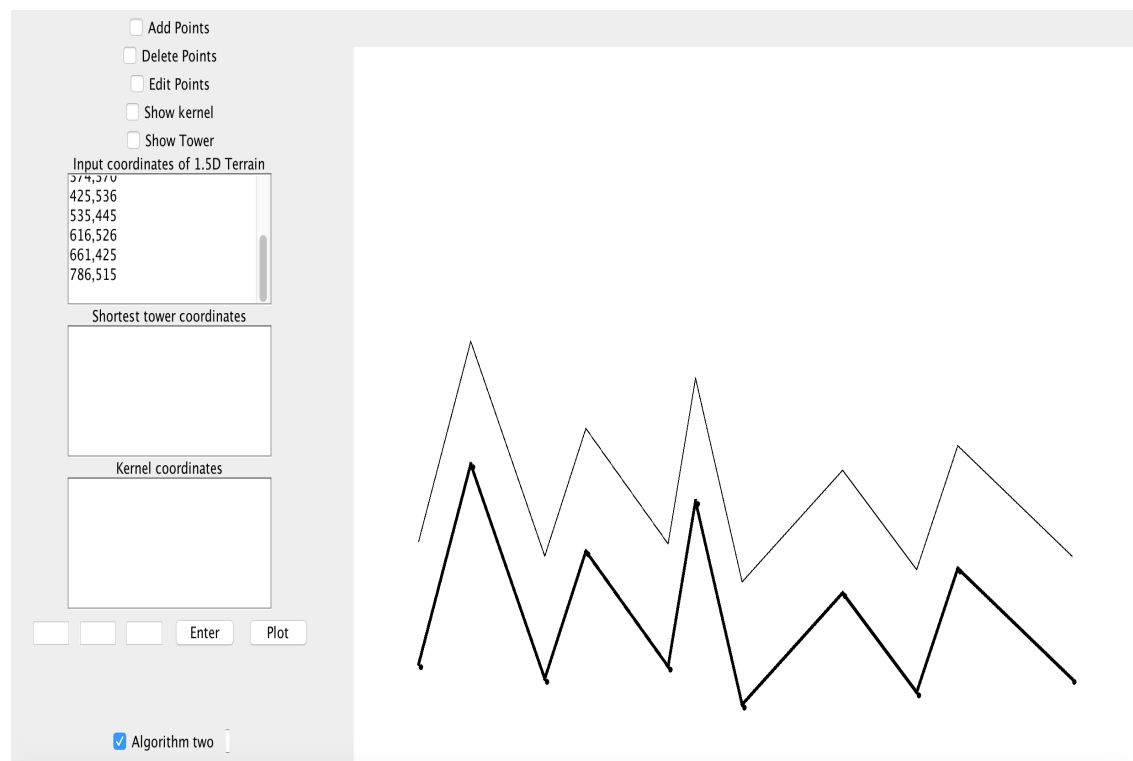 Add Points
Delete Points
Edit Points
Show kernel
Show Tower
Input coordinates of 1.5D Terrain
425,536
535,445
616,526
661,425
786,515
Shortest tower coordinates
Kernel coordinates
Enter Plot
Algorithm two